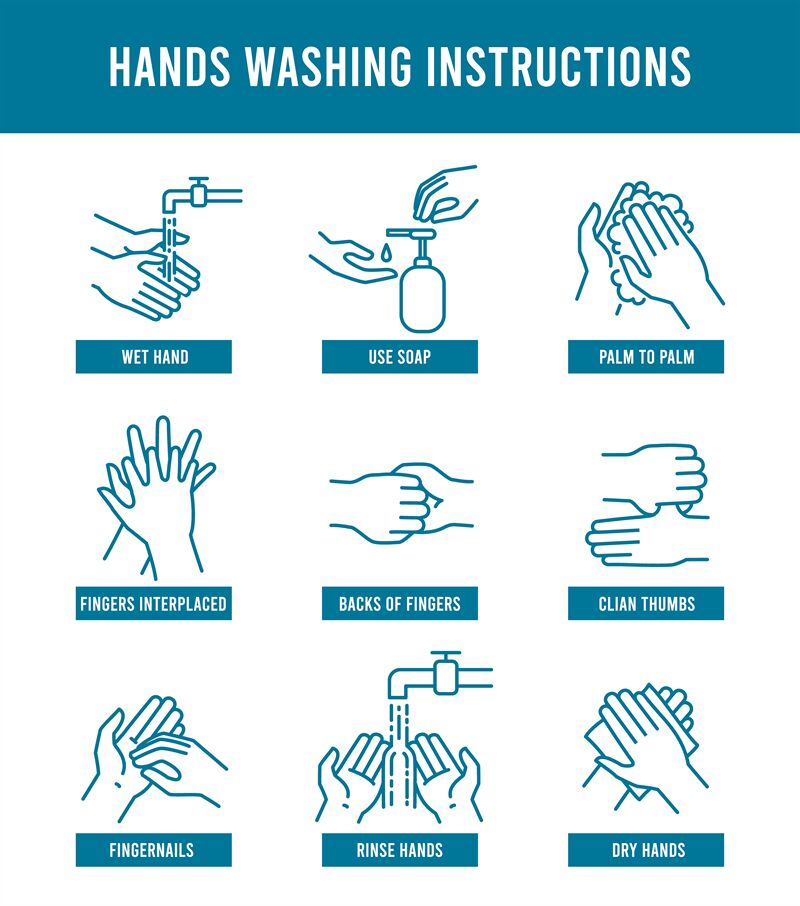 HANDS WASHING INSTRUCTIONS
WET HAND
USE SOAP
PALM TO PALM
FINGERS INTERPLACED
BACKS OF FINGERS
CLIAN THUMBS
FINGERNAILS
RINSE HANDS
DRY HANDS